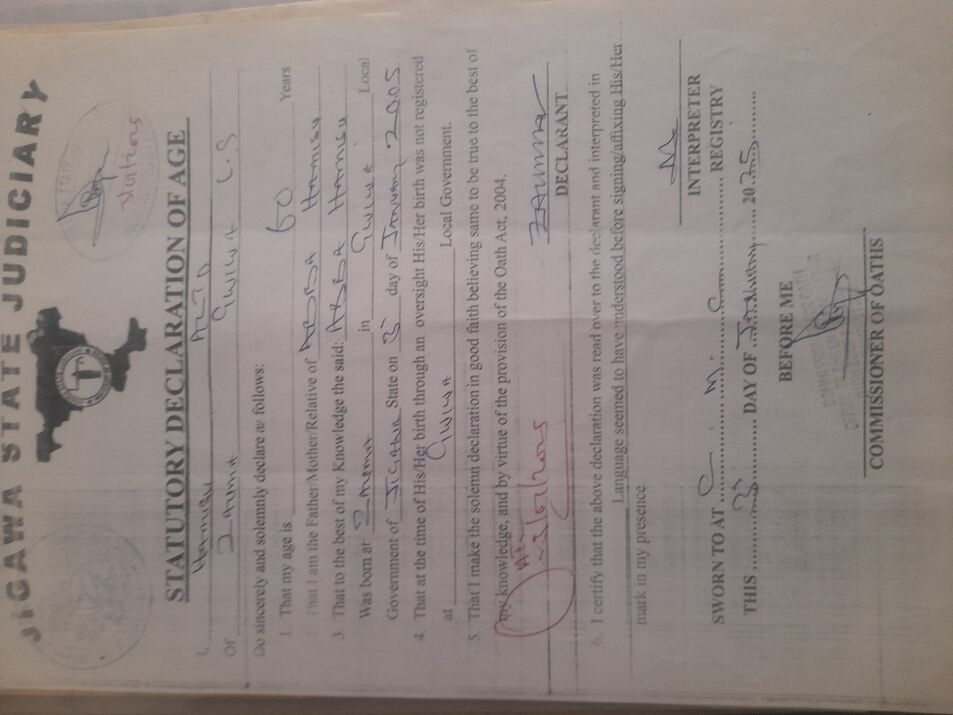 JIGAWA STATE JUDICIARY
STATUTORY DECLARATION OF AGE
I, Hamisu
Of Zauma Gwiwa L.G
Do sincerely and solemnly declare as follows:
1. That my age is 60 Years
That I am the Father/Mother/Relative of ABBA Hamisu
3. That to the best of my Knowledge the said: ABBA Hamisu
Was born at Zauma in Gwiwa Local
Government of Jigawa State on day of January 2005
4. That at the time of His/Her birth through an oversight His/Her birth was not registered
at Gwiwa Local Government.
5. That I make the solemn declaration in good faith believing same to be true to the best of
my knowledge, and by virtue of the provision of the Oath Act, 2004.
DECLARANT
6. I certify that the above declaration was read over to the declarant and interpreted in
Language seemed to have understood before signing/affixing His/Her
mark in my presence.
INTERPRETER
SWORN TO AT REGISTRY
THIS DAY OF January 2025
BEFORE ME
COMMISSIONER OF OATHS